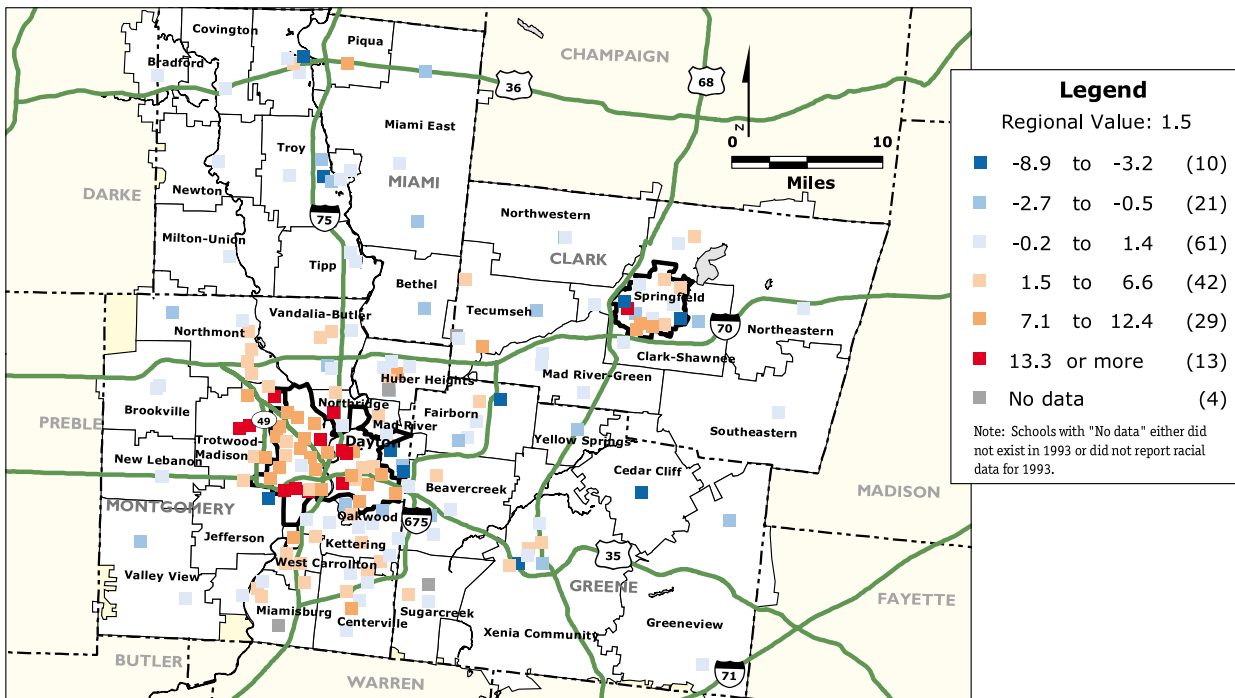 Covington
Piqua
Bradford
CHAMPAIGN
36
68
N
0 10
Miles
Miami East
Troy
MIAMI
DARKE
Newton
75
Northwestern
Milton-Union
CLARK
Tipp
Bethel
Springfield
Tecumseh
Vandalia-Butler
70
Northeastern
Northmont
Clark-Shawnee
Mad River-Green
Huber Heights
Brookville
Northridge
Fairborn
PREBLE
49
Mad-River
Southeastern
Trotwood
Madison
Dayton
Yellow Springs
New Lebanon
Cedar Cliff
Beavercreek
MADISON
MONTGOMERY
Oakwood
675
Jefferson
Kettering
35
West Carrollton
Valley View
GREENE
FAYETTE
Miamisburg
Sugarcreek
Centerville
Xenia Community
Greeneview
BUTLER
71
WARREN
Legend
Regional Value: 1.5
-8.9 to -3.2 (10)
-2.7 to -0.5 (21)
-0.2 to 1.4 (61)
1.5 to 6.6 (42)
7.1 to 12.4 (29)
13.3 or more (13)
No data (4)
Note: Schools with "No data" either did
not exist in 1993 or did not report racial
data for 1993.